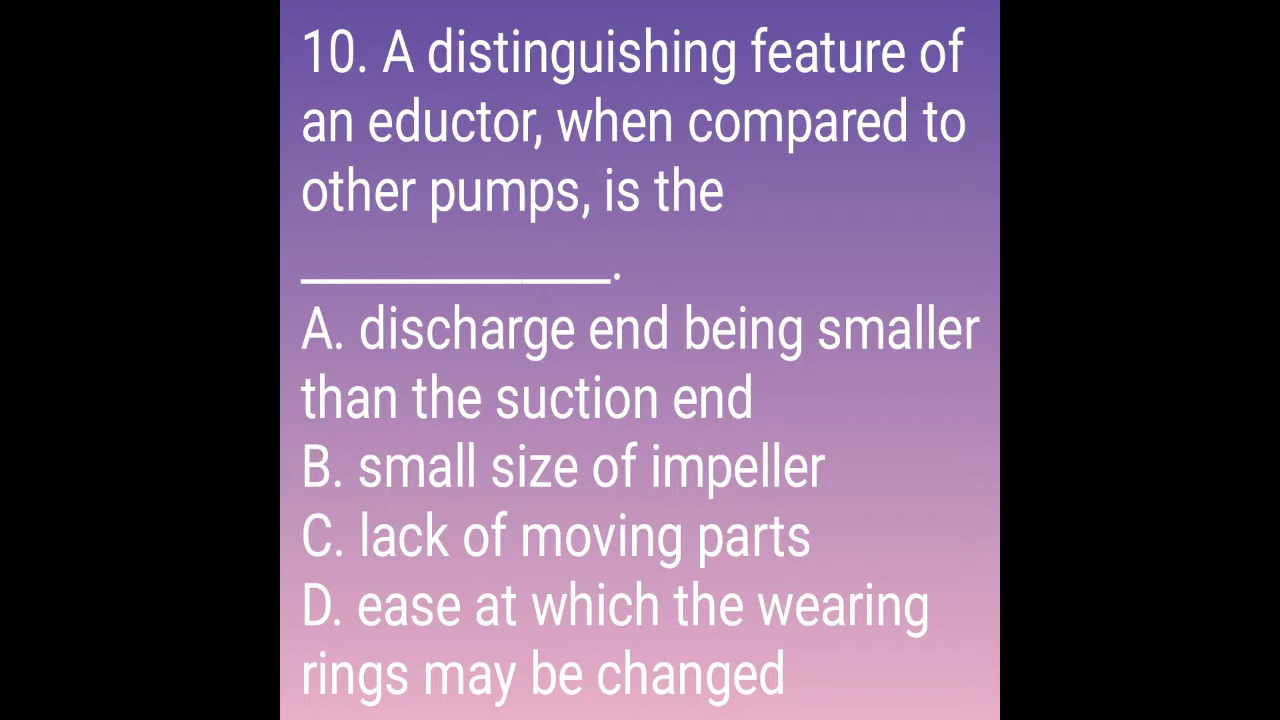 10. A distinguishing feature of
an eductor, when compared to
other pumps, is the
______________.
A. discharge end being smaller
than the suction end
B. small size of impeller
C. lack of moving parts
D. ease at which the wearing
rings may be changed